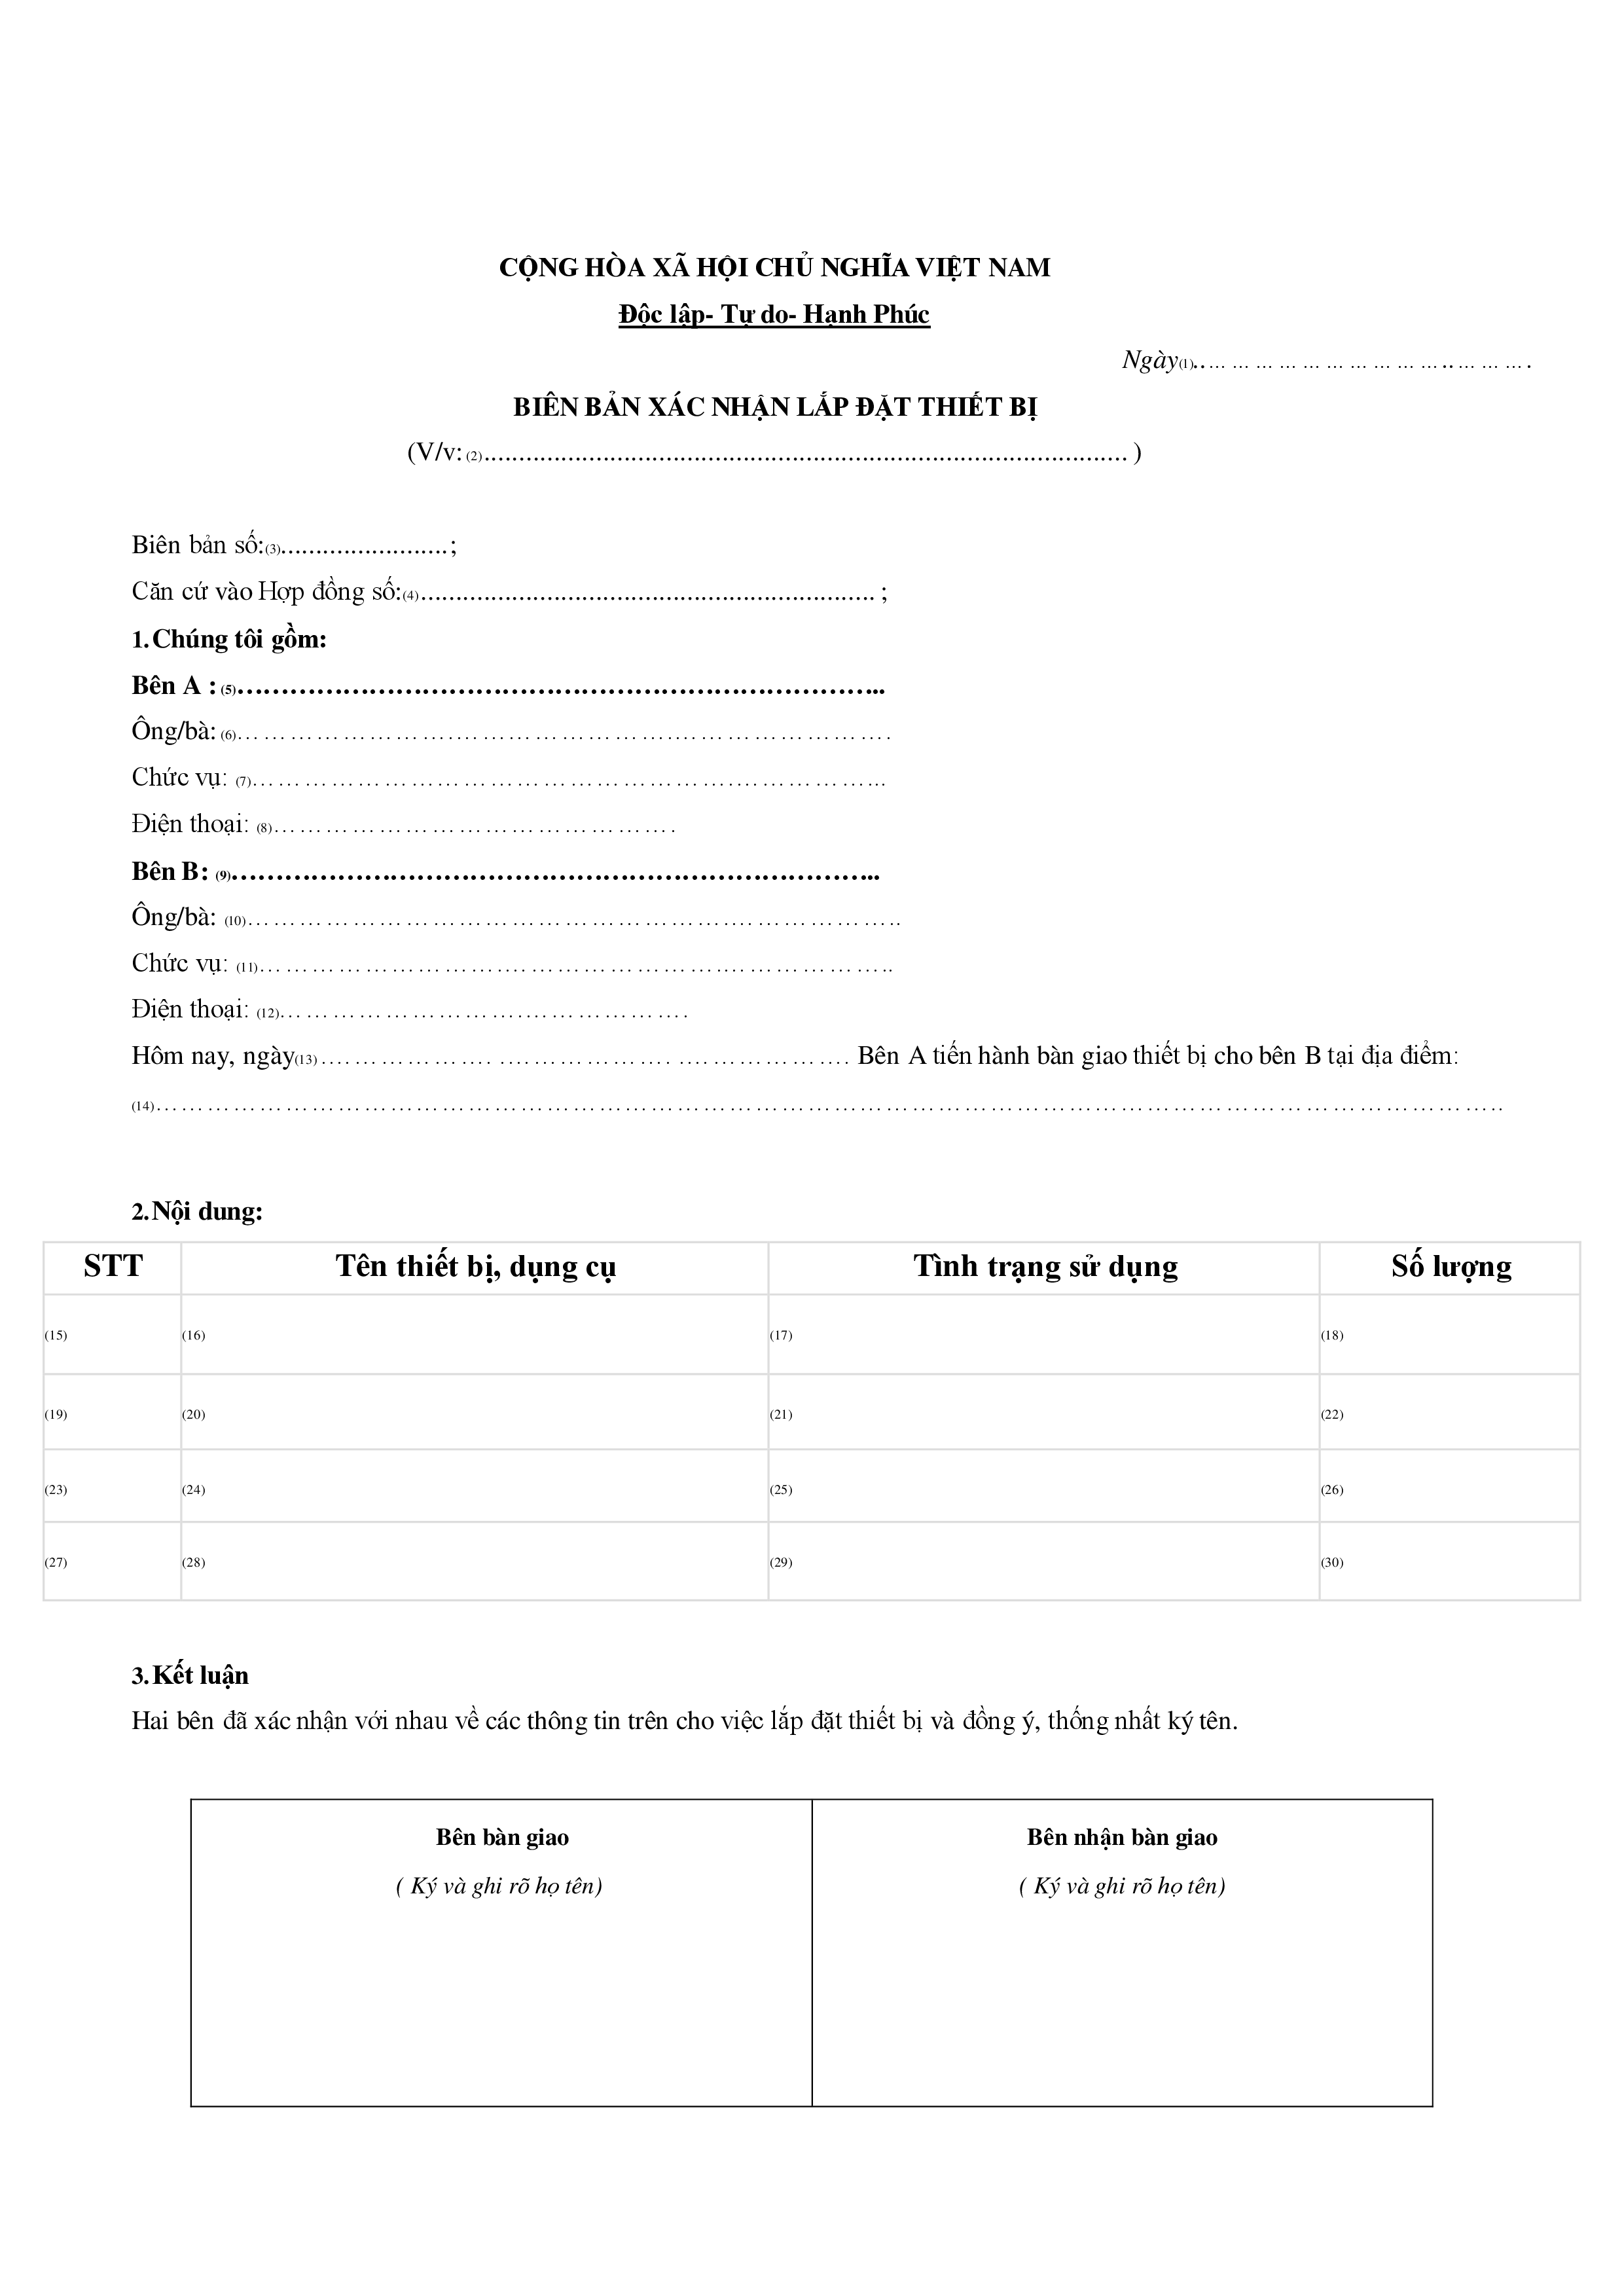 CỘNG HÒA XÃ HỘI CHỦ NGHĨA VIỆT NAM
Độc lập- Tự do- Hạnh Phúc
Ngày(1)..… … … … … … … … … ….. … … ….
BIÊN BẢN XÁC NHẬN LẮP ĐẶT THIẾT BỊ
(V/v: (2)............................................................................................ )
Biên bản số:(3)........................;
Căn cứ vào Hợp đồng số:(4)................................................................. ;
1. Chúng tôi gồm:
Bên A : (5)……………………………………………………………..
Ông/bà: (6)… … … … … … … …. … … … … … … … …. … … … … … … ….
Chức vụ: (7)… … … … … … … … … … … … … … … … … …. … … … … …..
Điện thoại: (8)… … … … … … … … … … … … … … ….
Bên B: (9)……………………………………………………………..
Ông/bà: (10)… … … … … … … … … … … … … … … … … …. … … … … … …..
Chức vụ: (11)… … … … … … … … … …. … … … … … … … …. … … … … … …..
Điện thoại: (12)… … … … … … … … … …. … … … … … ….
Hôm nay, ngày(13) …. … … … … …. …. … … … … …. …. … … … … …. Bên A tiến hành bàn giao thiết bị cho bên B tại địa điểm:
(14)… … … … … … … … … … … … … … … … … … … … … … … … … … … … … … … … … … … … … … … … … … … … … … … … … … …..
2. Nội dung:
STT Tên thiết bị, dụng cụ Tình trạng sử dụng Số lượng
(15) (16) (17) (18)
(19) (20) (21) (22)
(23) (24) (25) (26)
(27) (28) (29) (30)
3. Kết luận
Hai bên đã xác nhận với nhau về các thông tin trên cho việc lắp đặt thiết bị và đồng ý, thống nhất ký tên.
Bên bàn giao Bên nhận bàn giao
( Ký và ghi rõ họ tên) ( Ký và ghi rõ họ tên)